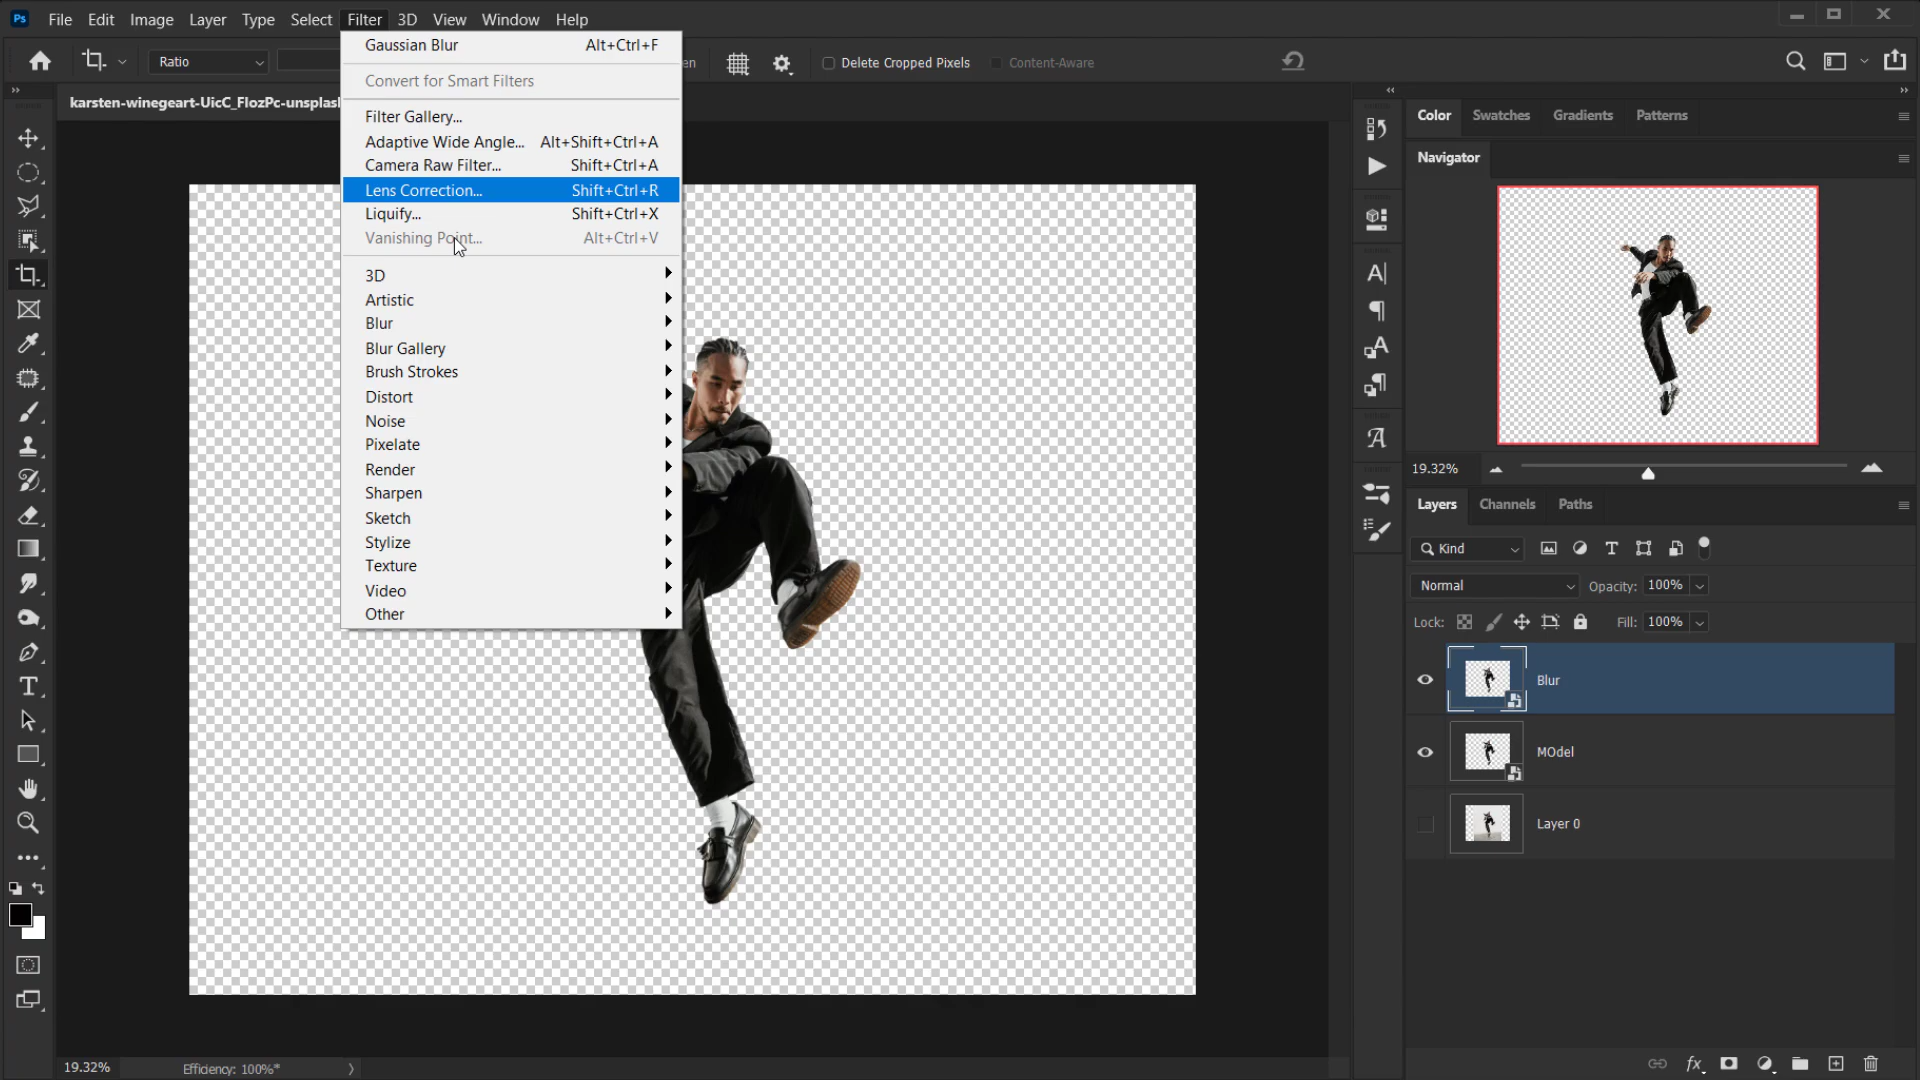 Ps File Edit Image Layer Type Select Filter 3D View Window Help
Ratio
Delete Cropped Pixels
Content-Aware
karsten-winegeart-UicC_FlozPc-unsplash
Gaussian Blur Alt+Ctrl+F
Convert for Smart Filters
Filter Gallery...
Adaptive Wide Angle... Alt+Shift+Ctrl+A
Camera Raw Filter... Shift+Ctrl+A
Lens Correction... Shift+Ctrl+R
Liquify... Shift+Ctrl+X
Vanishing Point... Alt+Ctrl+V
3D
Artistic
Blur
Blur Gallery
Brush Strokes
Distort
Noise
Pixelate
Render
Sharpen
Sketch
Stylize
Texture
Video
Other
Color Swatches Gradients Patterns
Navigator
19.32%
Layers Channels Paths
Kind
Normal Opacity: 100%
Lock: Fill: 100%
Blur
MOdel
Layer 0
19.32% Efficiency: 100%*